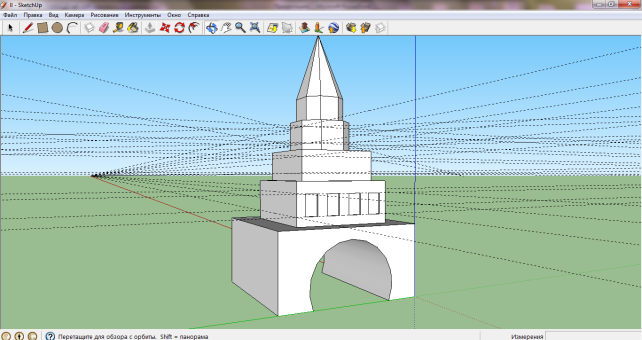 II - SketchUp
Файл Правка Вид Камера Рисование Инструменты Окно Справка
Перетащите для обзора с орбиты. Shift = панорама
Измерения